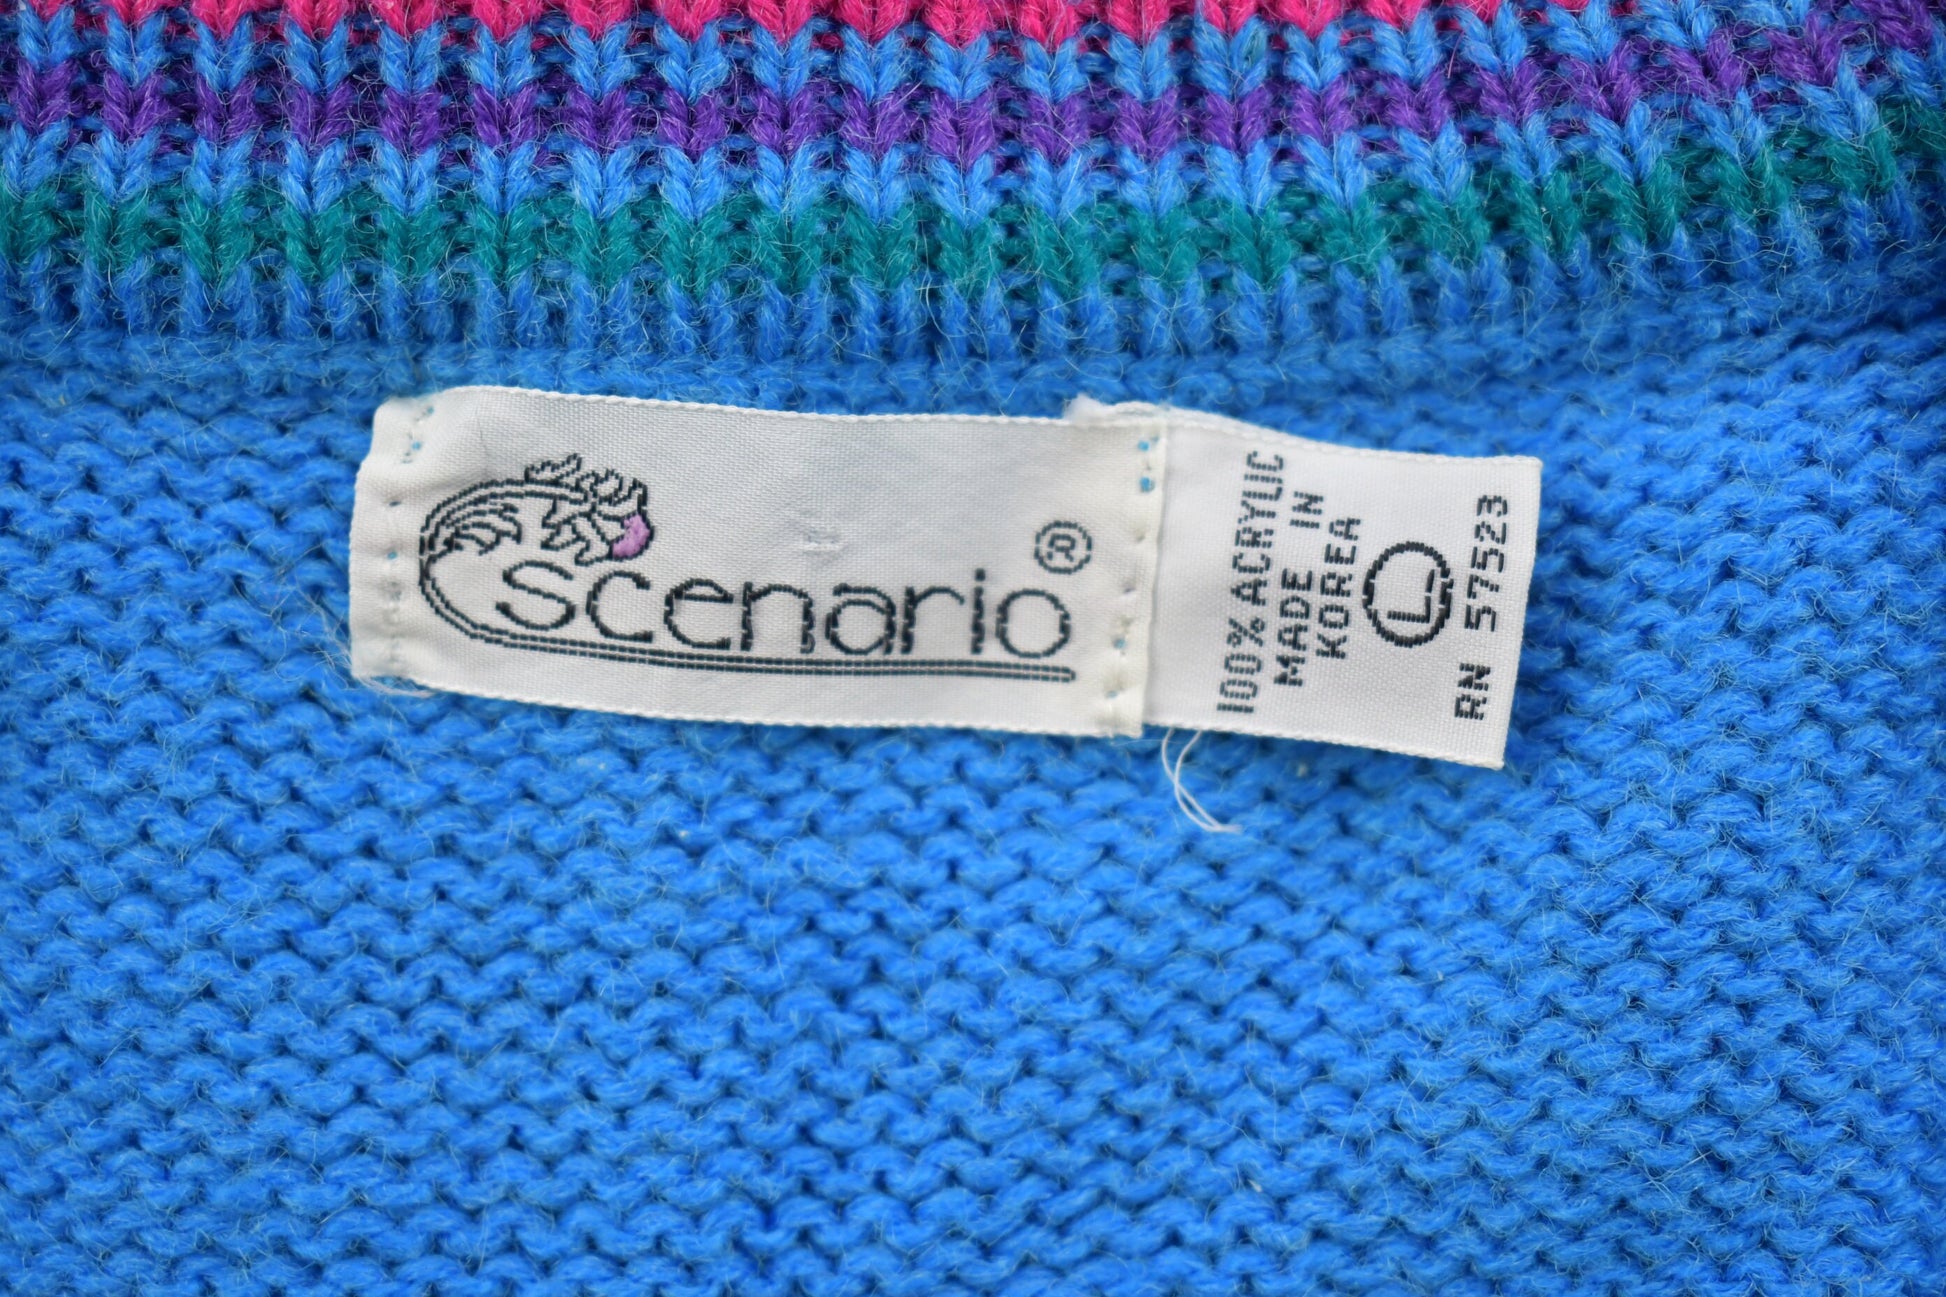 Scenario®
100% ACRYLIC
MADE IN
KOREA
L
RN 57523